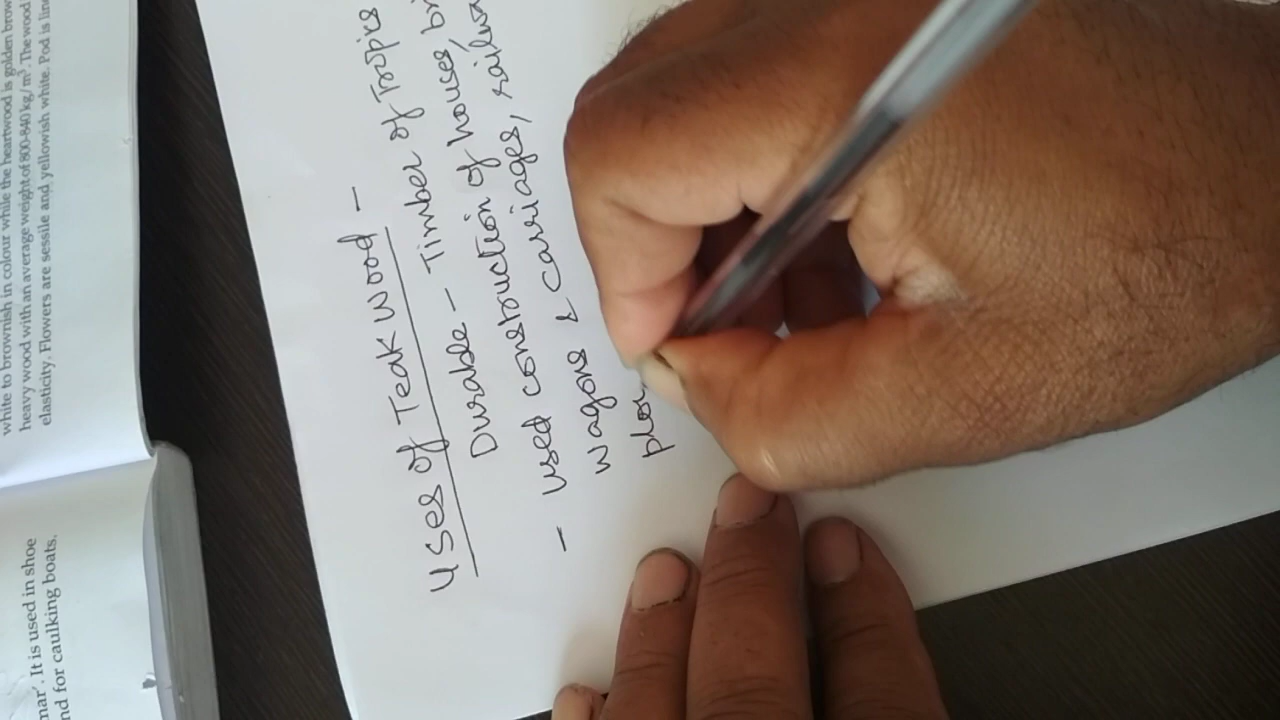 white to brownish in colour while the heartwood is golden brow
heavy wood with an average weight of 800-840 kg/m³. The wood
elasticity. Flowers are sessile and yellowish white. Pod is line
mar'. It is used in shoe
nd for caulking boats.
Uses of Teak Wood -
Durable - Timber of Tropics
- Used construction of houses, br
wagons & carriages, railwa
plou